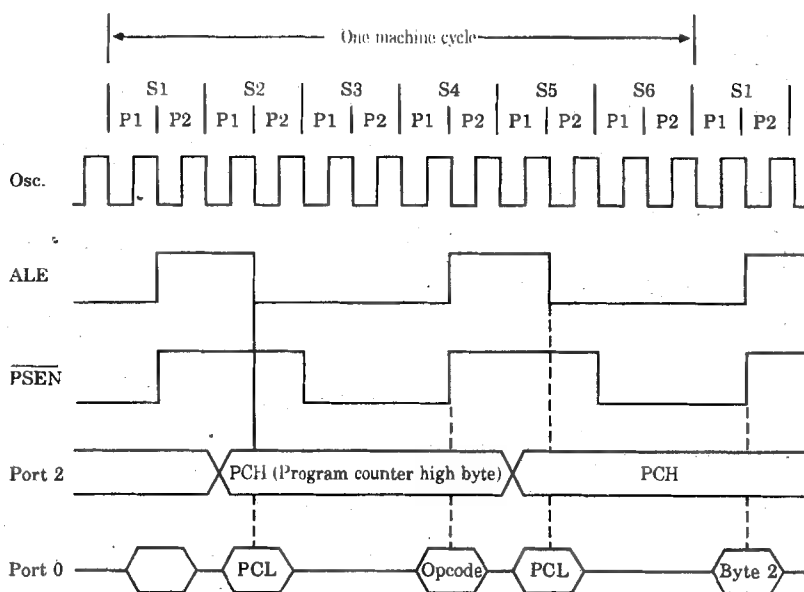 One machine cycle
S1 S2 S3 S4 S5 S6 S1
P1 P2 P1 P2 P1 P2 P1 P2 P1 P2 P1 P2 P1 P2
Osc.
ALE
PSEN
Port 2 PCH (Program counter high byte) PCH
Port 0 PCL Opcode PCL Byte 2